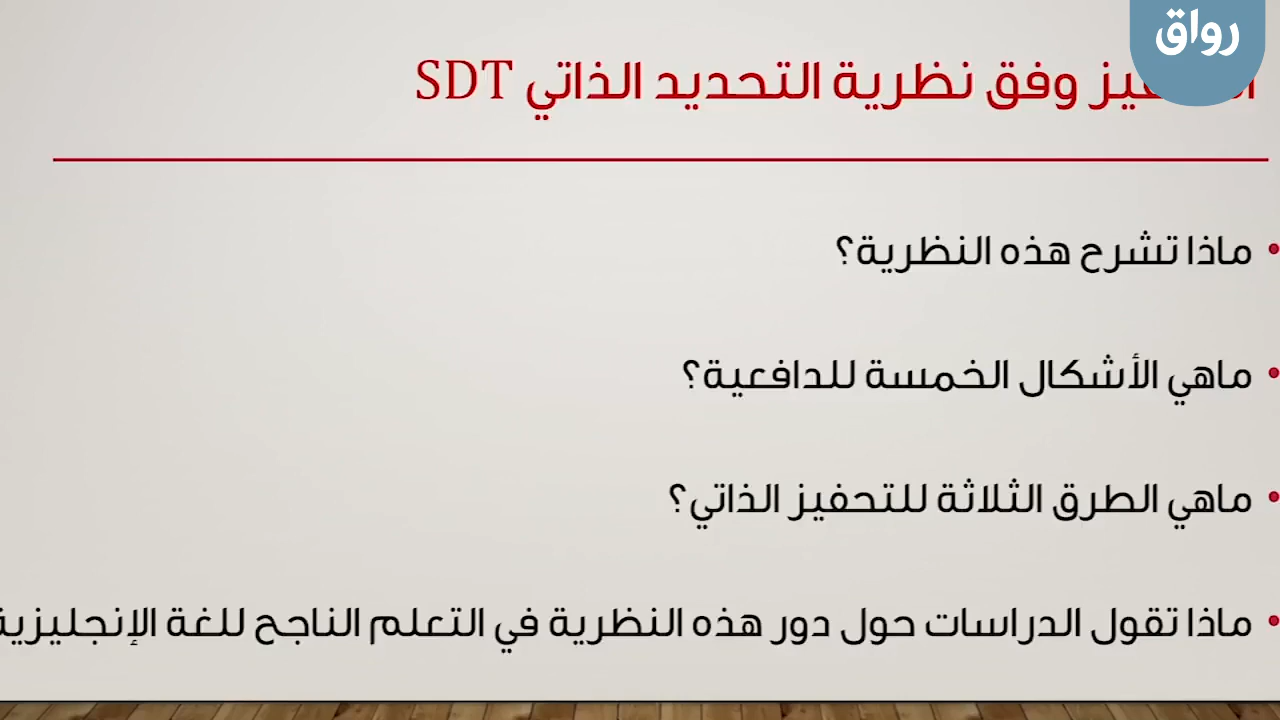 رواق
وفق نظرية التحديد الذاتي SDT
• ماذا تشرح هذه النظرية؟
• ماهي الأشكال الخمسة للدافعية؟
• ماهي الطرق الثلاثة للتحفيز الذاتي؟
• ماذا تقول الدراسات حول دور هذه النظرية في التعلم الناجح للغة الإنجليزية